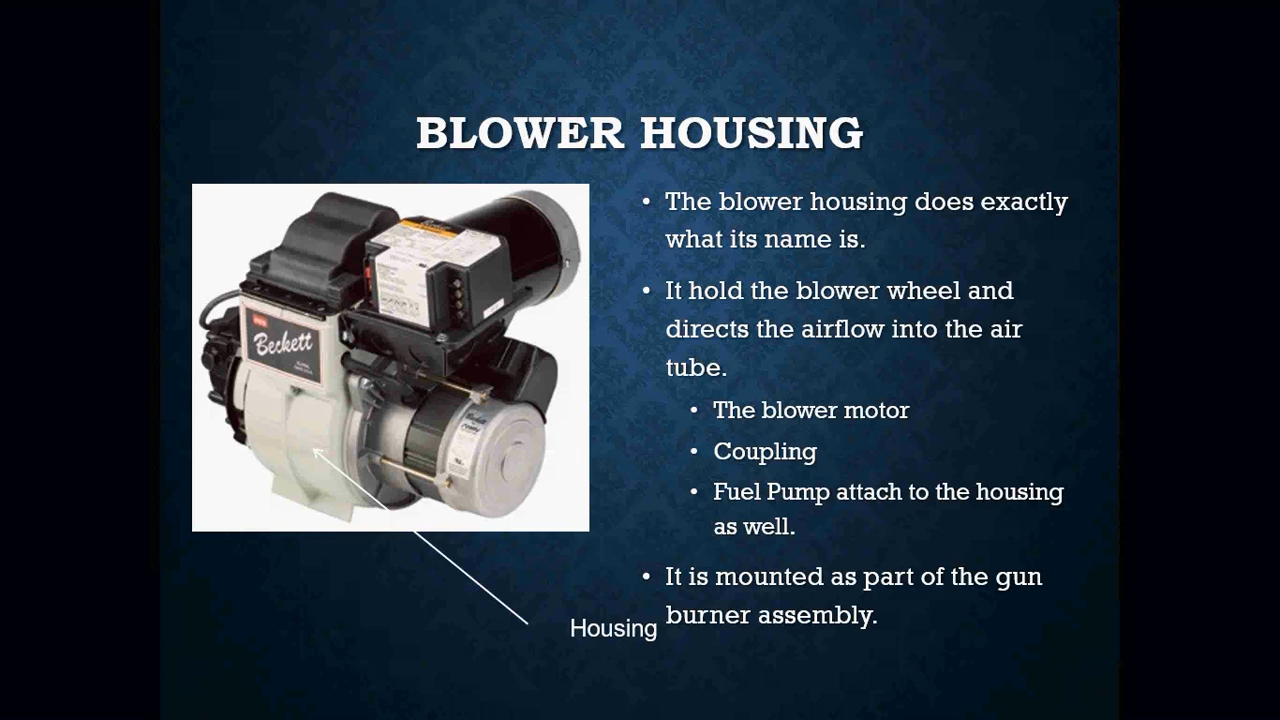 BLOWER HOUSING
Beckett
• The blower housing does exactly
what its name is.
• It hold the blower wheel and
directs the airflow into the air
tube.
• The blower motor
• Coupling
• Fuel Pump attach to the housing
as well.
• It is mounted as part of the gun
burner assembly.
Housing